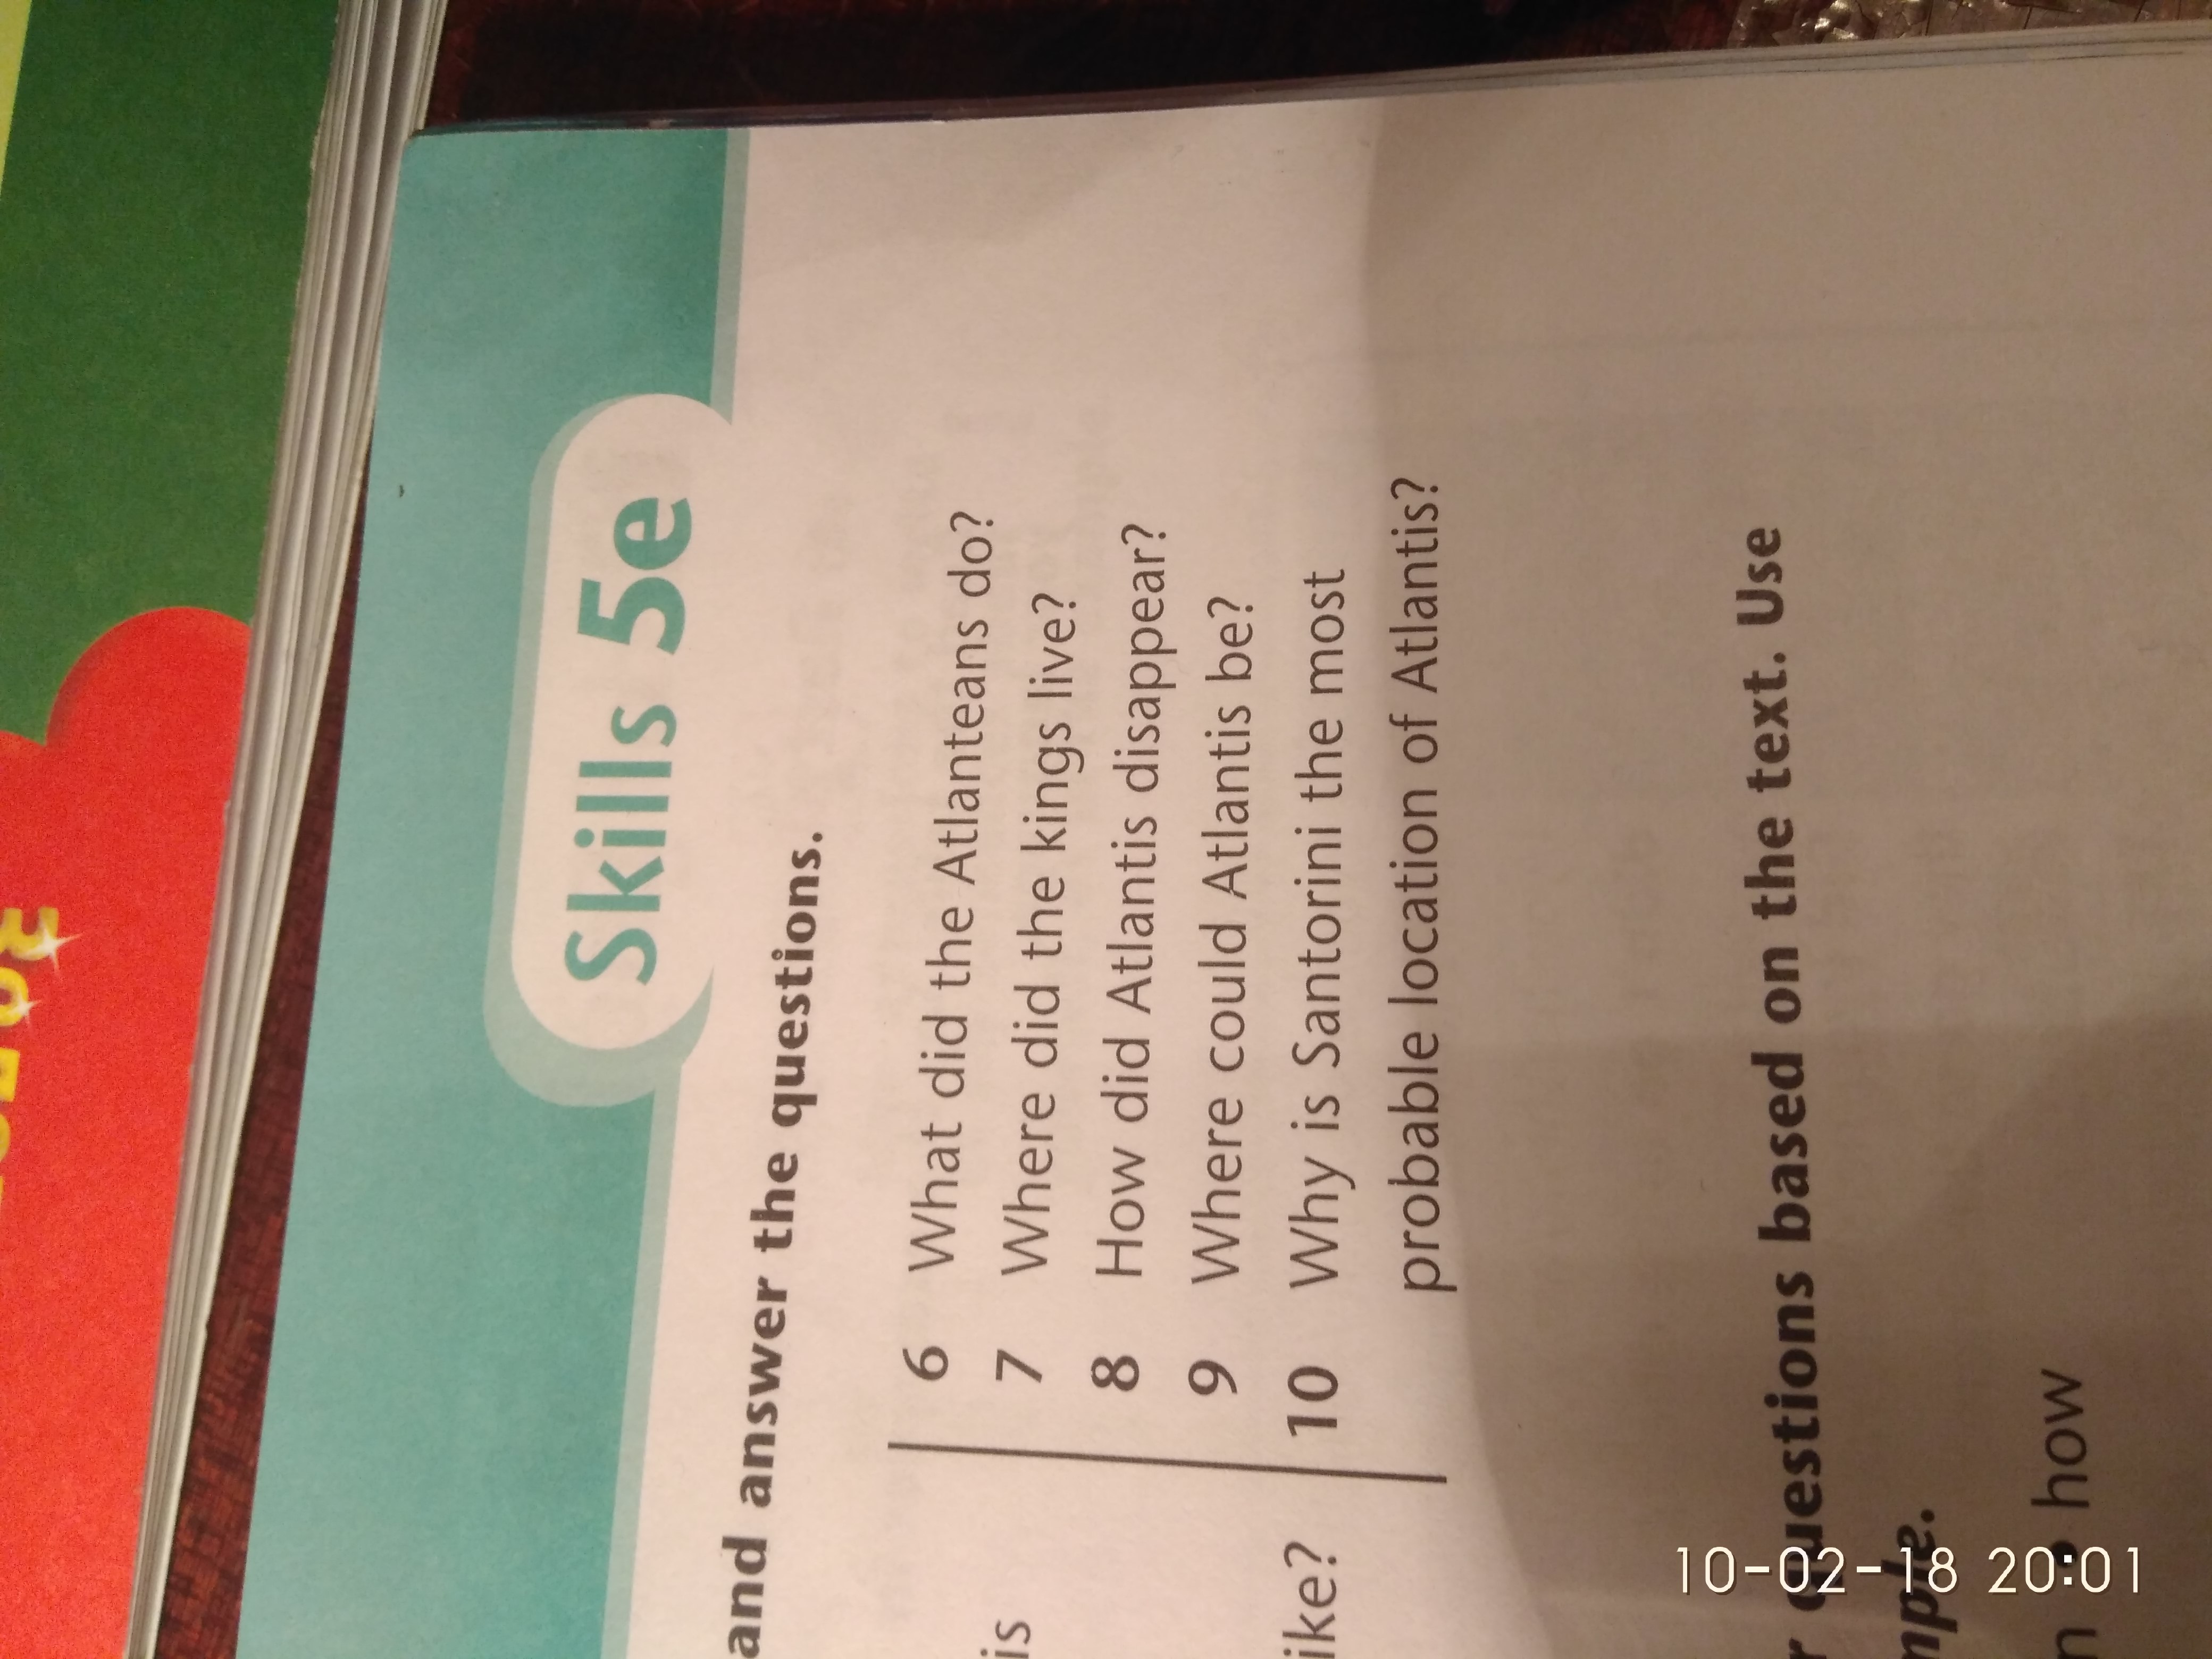 Skills 5e
and answer the questions.
6 What did the Atlanteans do?
7 Where did the kings live?
8 How did Atlantis disappear?
9 Where could Atlantis be?
10 Why is Santorini the most
probable location of Atlantis?
is
ike?
r questions based on the text. Use
mple.
n • how
10-02-18 20:01